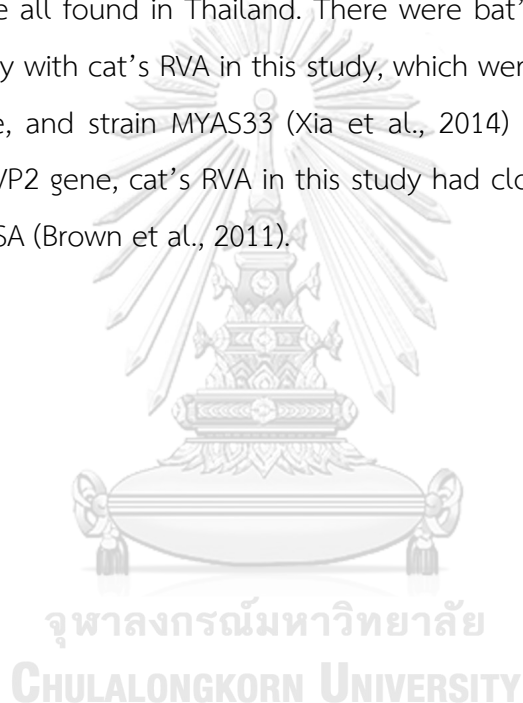 e all found in Thailand. There were bat'
y with cat's RVA in this study, which wer
e, and strain MYAS33 (Xia et al., 2014)
VP2 gene, cat's RVA in this study had clo
SA (Brown et al., 2011).
จุฬาลงกรณ์มหาวิทยาลัย
CHULALONGKORN UNIVERSITY